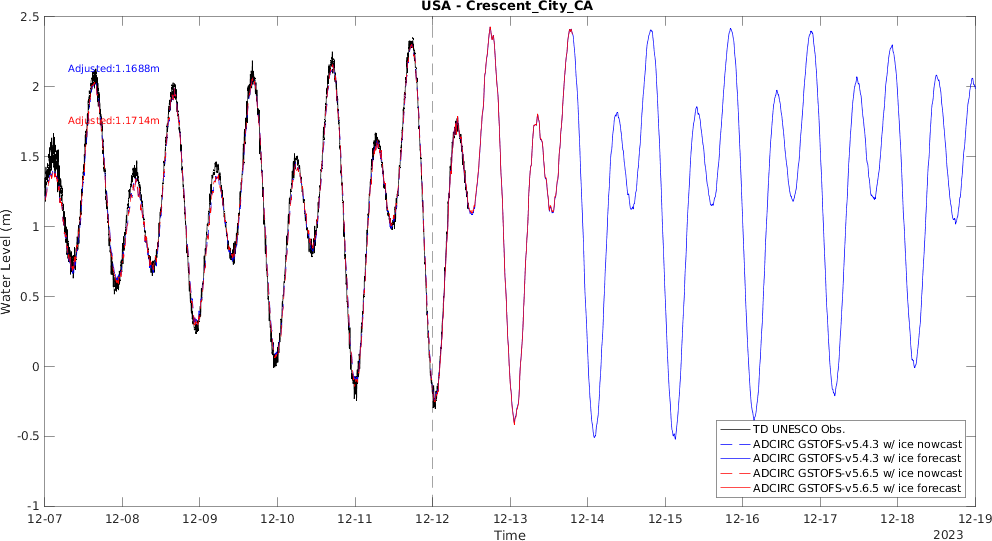 USA - Crescent_City_CA
2.5
2
1.5
1
0.5
0
-0.5
-1
Water Level (m)
Adjusted:1.1688m
Adjusted:1.1714m
TD UNESCO Obs.
ADCIRC GSTOFS-v5.4.3 w/ ice nowcast
ADCIRC GSTOFS-v5.4.3 w/ ice forecast
ADCIRC GSTOFS-v5.6.5 w/ ice nowcast
ADCIRC GSTOFS-v5.6.5 w/ ice forecast
12-07 12-08 12-09 12-10 12-11 12-12 12-13 12-14 12-15 12-16 12-17 12-18 12-19
Time
2023